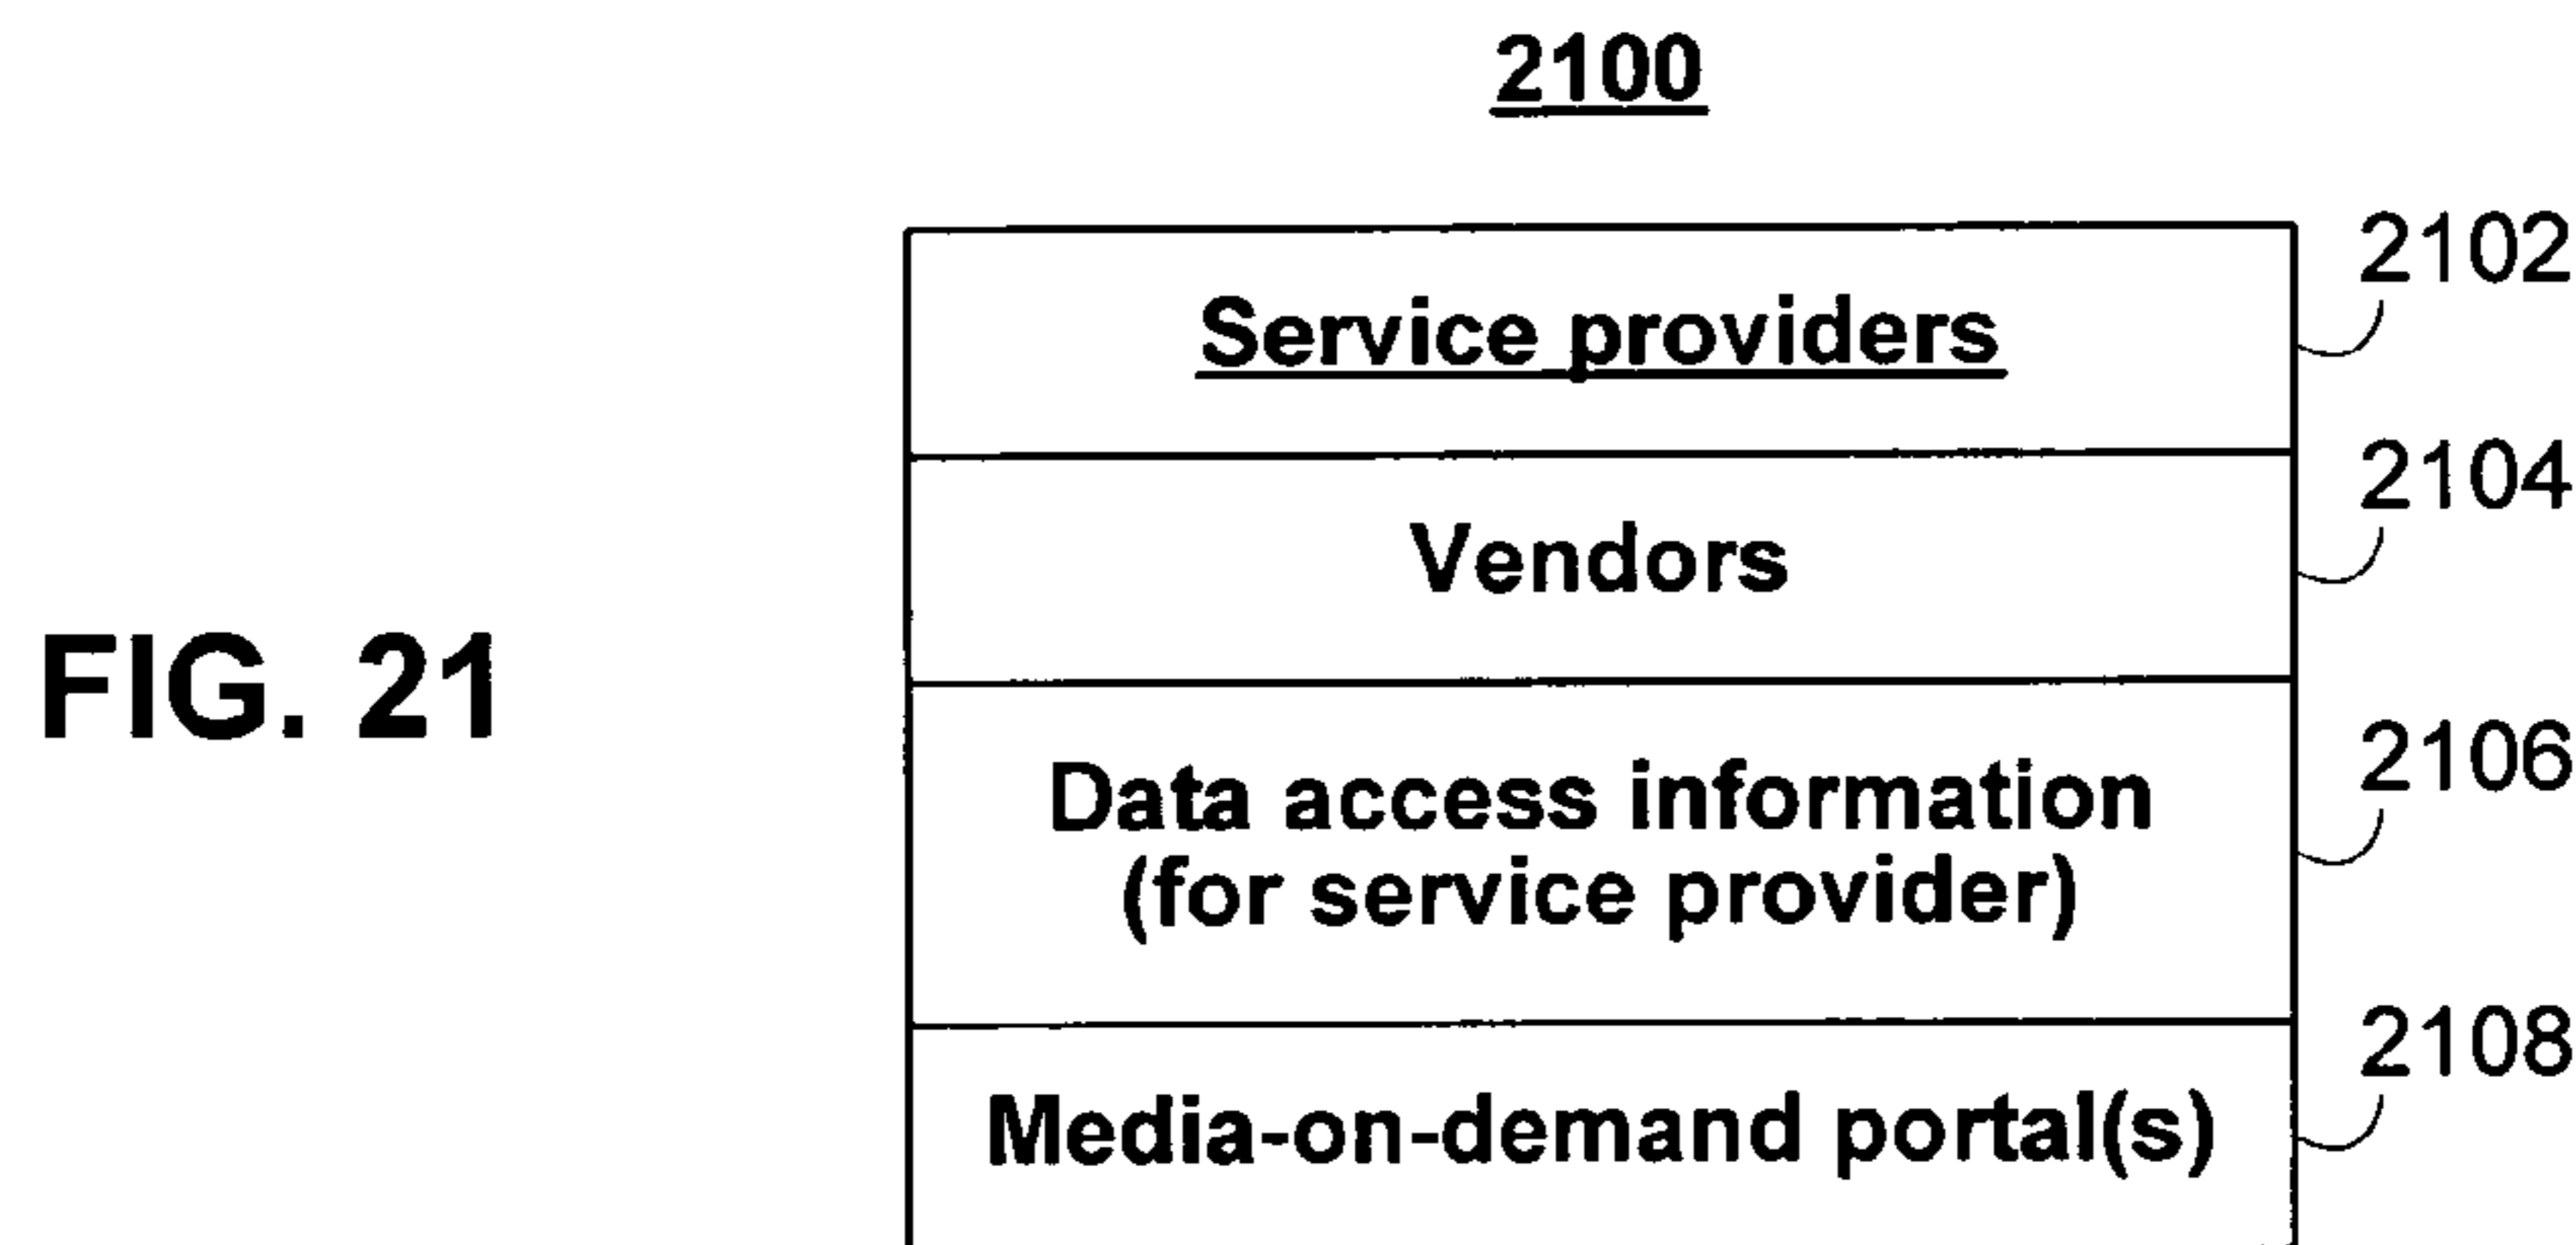 2100
Service providers
2102
Vendors
2104
FIG. 21
Data access information
(for service provider)
2106
Media-on-demand portal(s)
2108